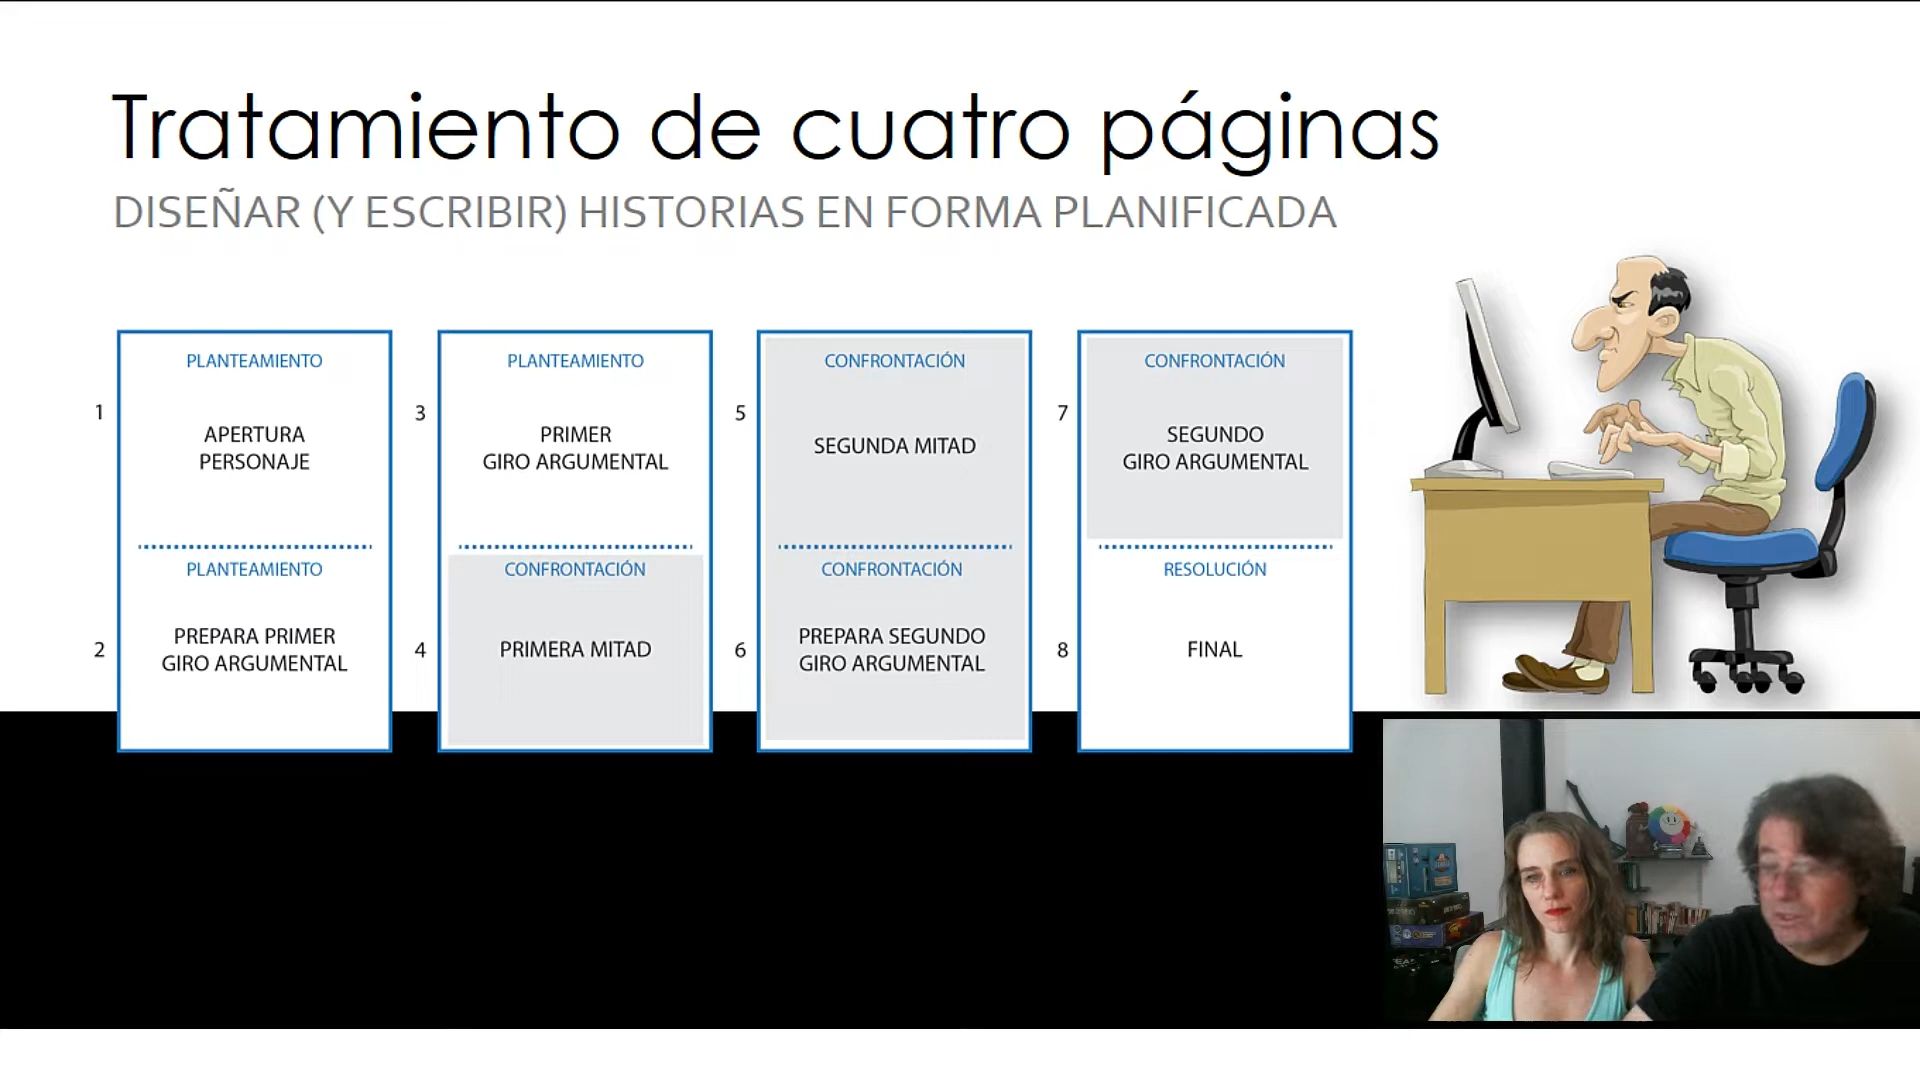 Tratamiento de cuatro páginas
DISEÑAR (Y ESCRIBIR) HISTORIAS EN FORMA PLANIFICADA
PLANTEAMIENTO
1
APERTURA
PERSONAJE
PLANTEAMIENTO
2
PREPARA PRIMER
GIRO ARGUMENTAL
PLANTEAMIENTO
3
PRIMER
GIRO ARGUMENTAL
CONFRONTACIÓN
4
PRIMERA MITAD
CONFRONTACIÓN
5
SEGUNDA MITAD
CONFRONTACIÓN
6
PREPARA SEGUNDO
GIRO ARGUMENTAL
CONFRONTACIÓN
7
SEGUNDO
GIRO ARGUMENTAL
RESOLUCIÓN
8
FINAL